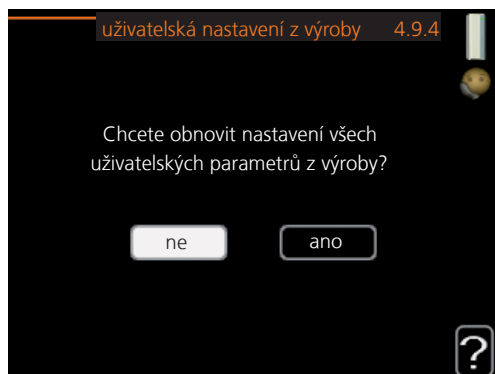 uživatelská nastavení z výroby 4.9.4
Chcete obnovit nastavení všech
uživatelských parametrů z výroby?
ne ano
?